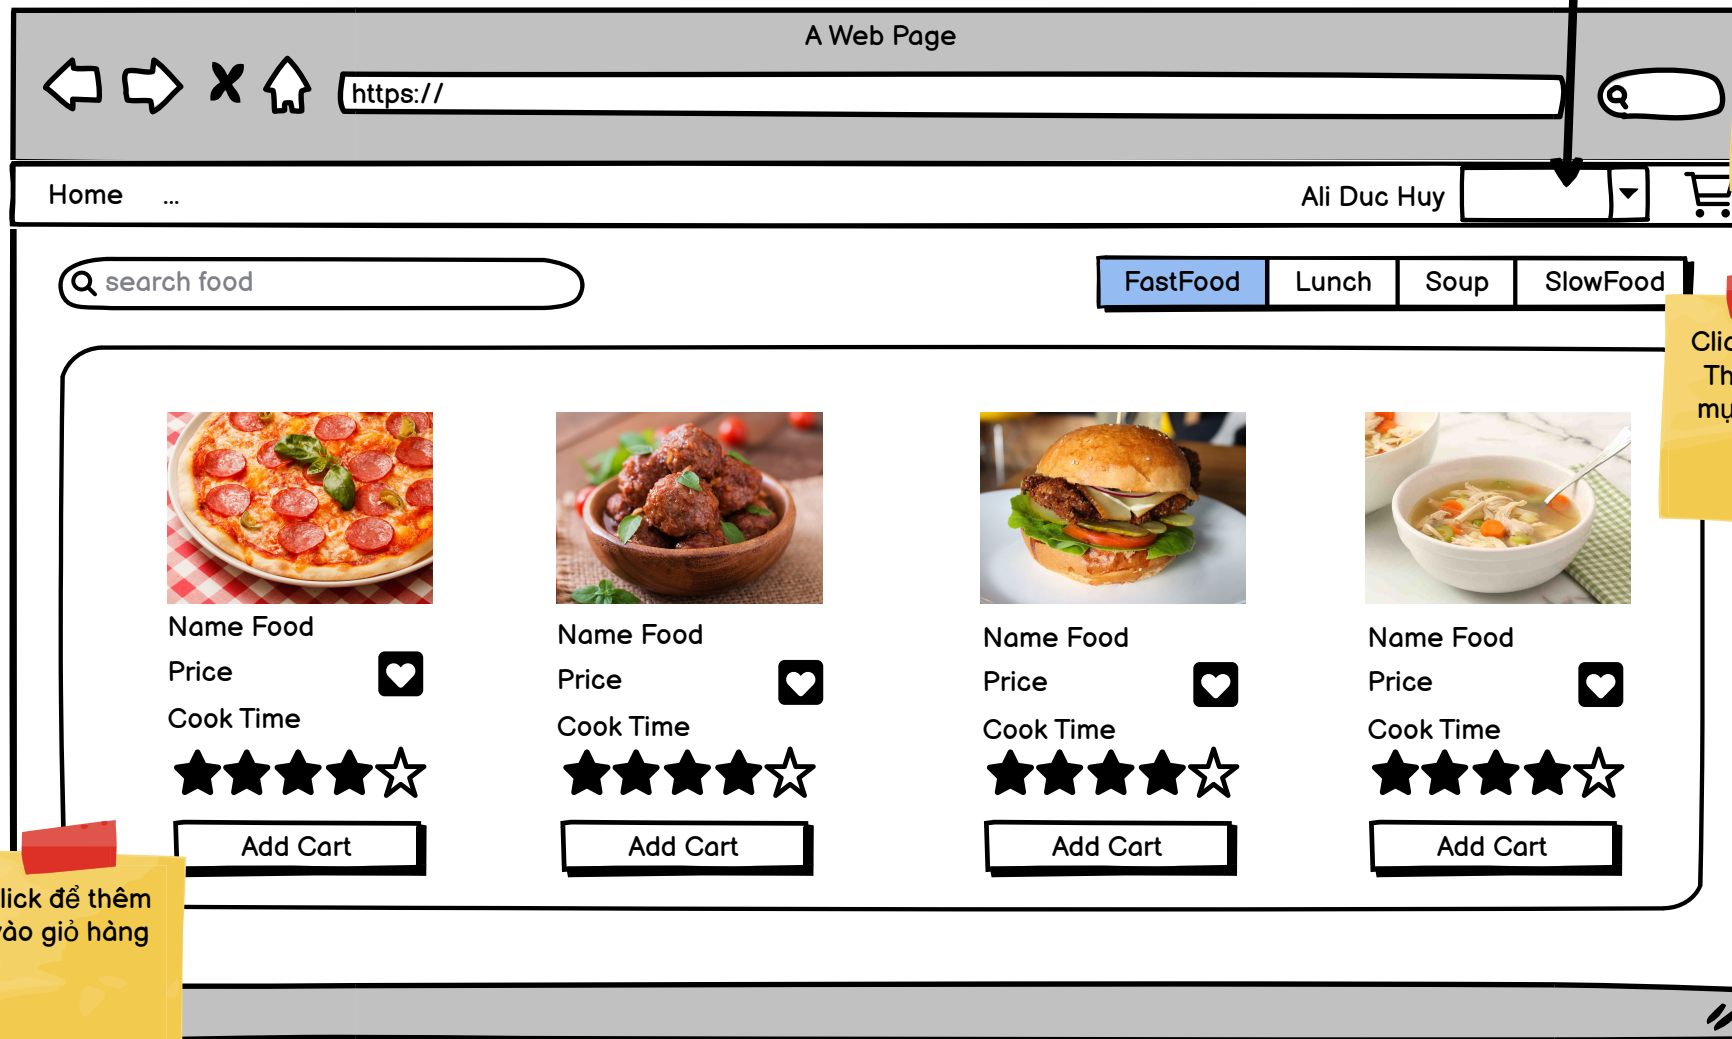 A Web Page
https://
Home ... Ali Duc Huy
search food FastFood Lunch Soup SlowFood
Name Food
Price
Cook Time
Add Cart
Name Food
Price
Cook Time
Add Cart
Name Food
Price
Cook Time
Add Cart
Name Food
Price
Cook Time
Add Cart
để thêm
giỏ hàng